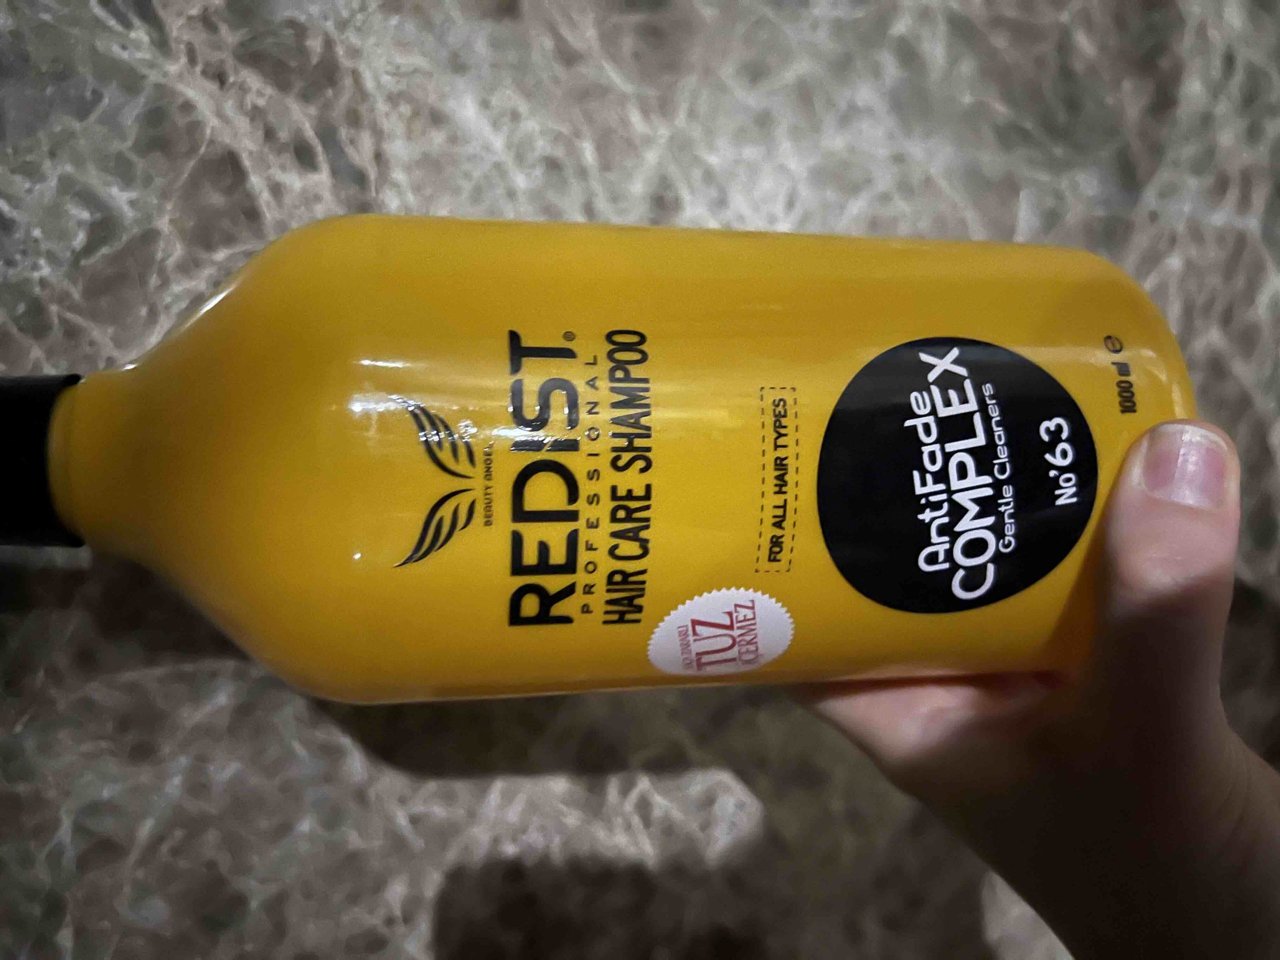 BEAUTY ANGEL
REDIST®
PROFESSIONAL
HAIR CARE SHAMPOO
FOR ALL HAIR TYPES
TUZ
İÇERMEZ
AntiFade
COMPLEX
Gentle Cleaners
No'63
1000 ml ℮